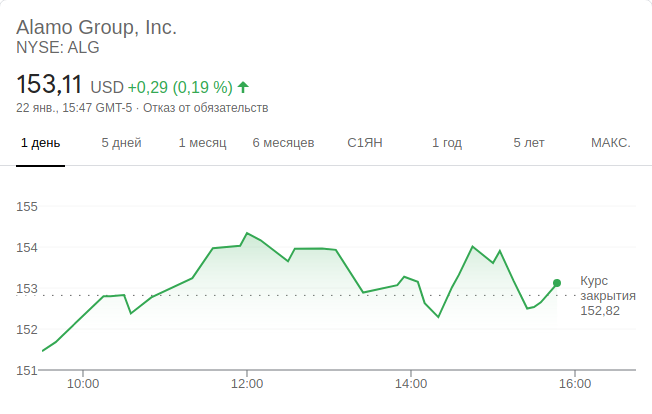 Alamo Group, Inc.
NYSE: ALG
153,11 USD +0,29 (0,19 %)
22 янв., 15:47 GMT-5 · Отказ от обязательств
1 день 5 дней 1 месяц 6 месяцев С1ЯН 1 год 5 лет МАКС.
155
154
153
152
151
Курс
закрытия
152,82
10:00 12:00 14:00 16:00